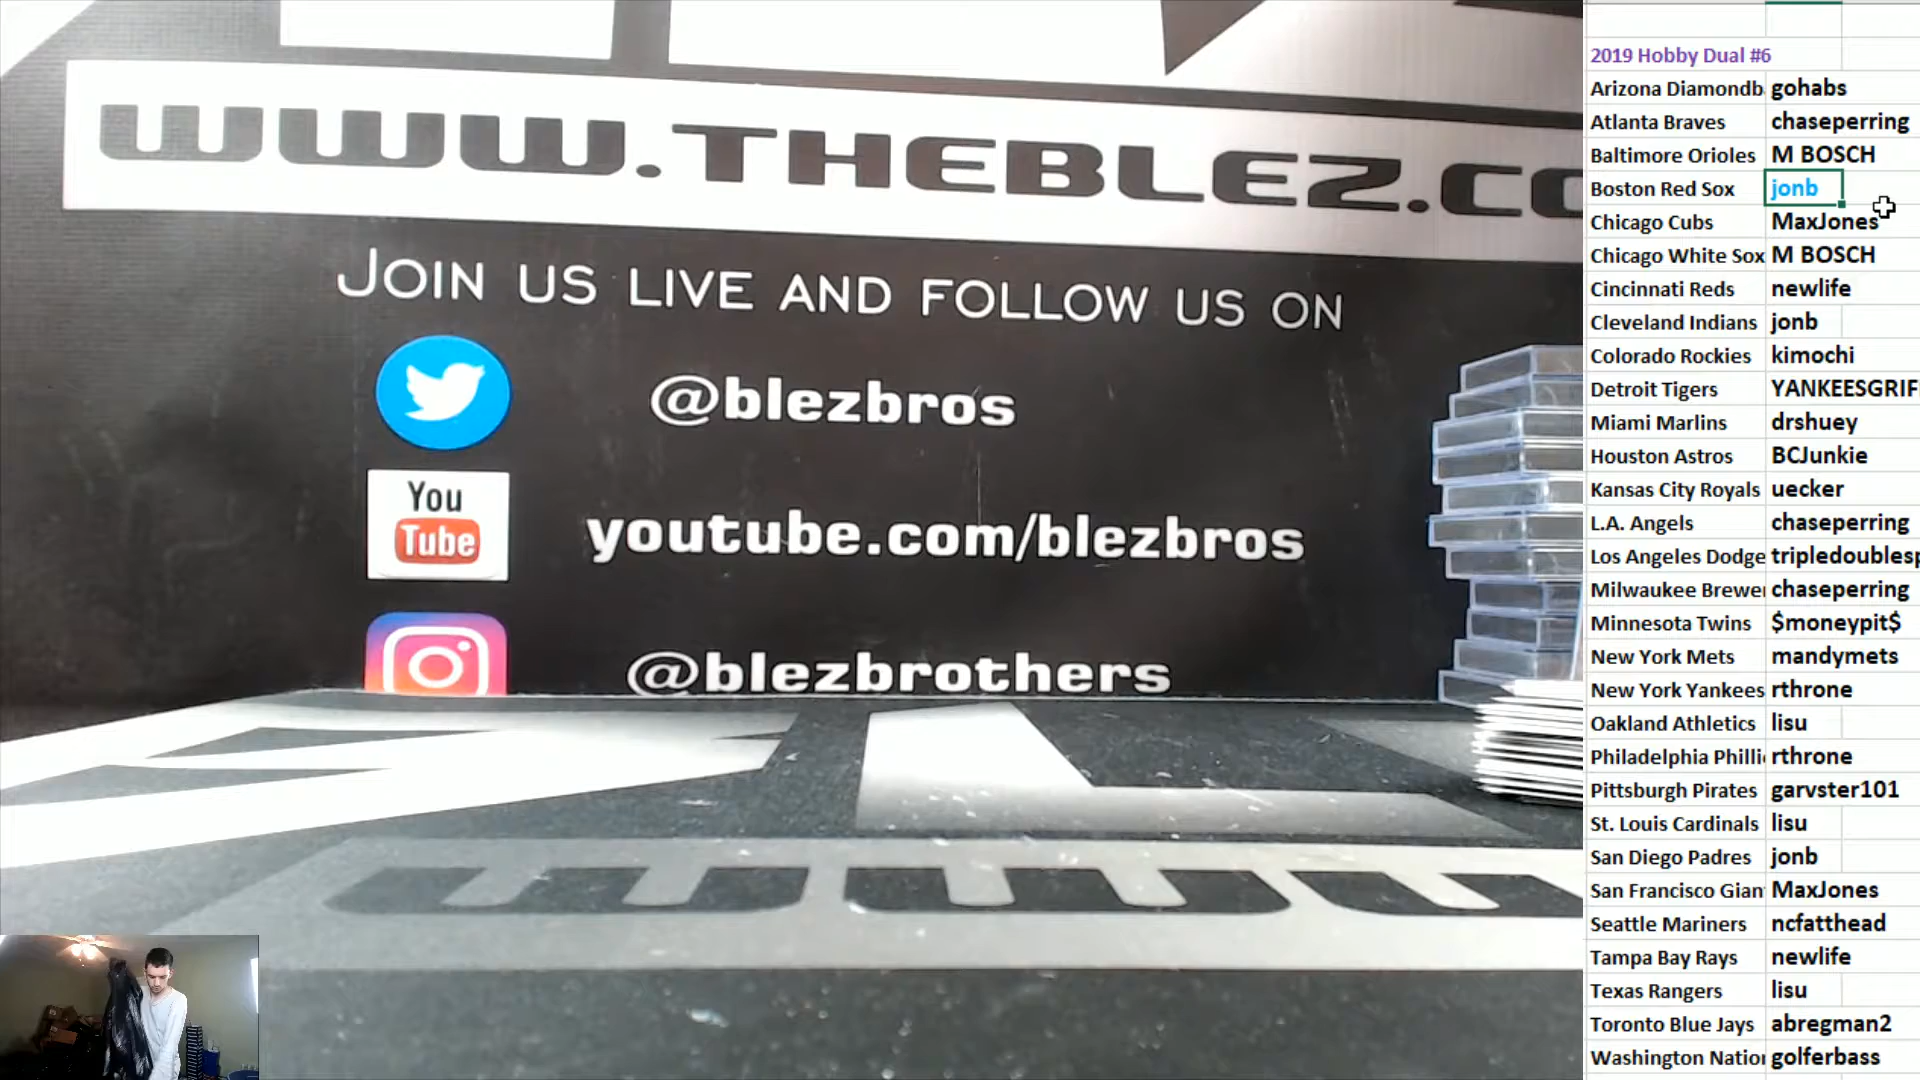 WWW.THEBLEZ.CO
JOIN US LIVE AND FOLLOW US ON
@blezbros
You
Tube
youtube.com/blezbros
@blezbrothers
2019 Hobby Dual #6
Arizona Diamondb gohabs
Atlanta Braves chaseperring
Baltimore Orioles M BOSCH
Boston Red Sox jonb
Chicago Cubs MaxJones
Chicago White Sox M BOSCH
Cincinnati Reds newlife
Cleveland Indians jonb
Colorado Rockies kimochi
Detroit Tigers YANKEESGRIF
Miami Marlins drshuey
Houston Astros BCJunkie
Kansas City Royals uecker
L.A. Angels chaseperring
Los Angeles Dodge tripledoublesp
Milwaukee Brewer chaseperring
Minnesota Twins $moneypit$
New York Mets mandymets
New York Yankees rthrone
Oakland Athletics lisu
Philadelphia Philli rthrone
Pittsburgh Pirates garvster101
St. Louis Cardinals lisu
San Diego Padres jonb
San Francisco Gian MaxJones
Seattle Mariners ncfatthead
Tampa Bay Rays newlife
Texas Rangers lisu
Toronto Blue Jays abregman2
Washington Natio golferbass